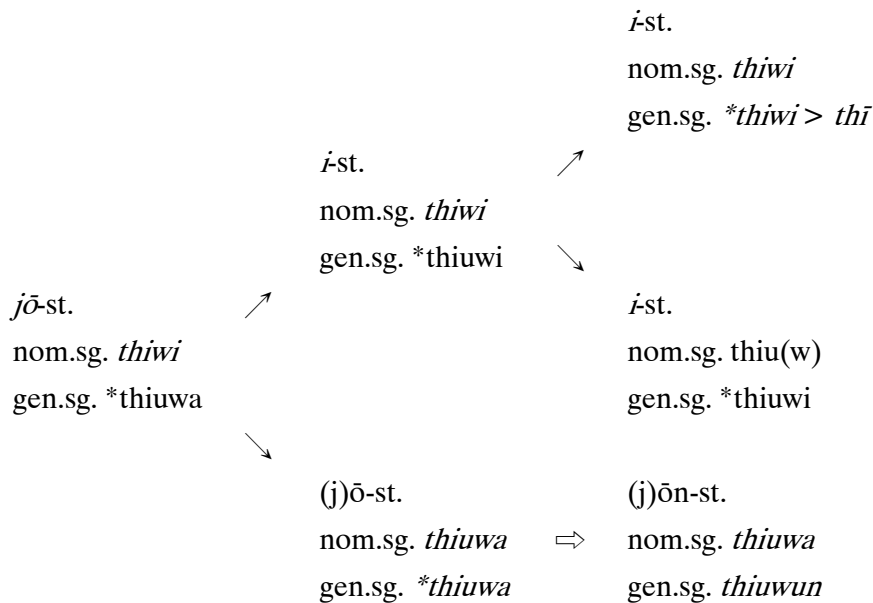 i-st.
nom.sg. thiwi
gen.sg. *thiwi > thī
i-st.
nom.sg. thiwi
gen.sg. *thiuwi
↗
↘
jō-st.
nom.sg. thiwi
gen.sg. *thiuwa
↗
↘
i-st.
nom.sg. thiu(w)
gen.sg. *thiuwi
(j)ō-st.
nom.sg. thiuwa
gen.sg. *thiuwa
⇨
(j)ōn-st.
nom.sg. thiuwa
gen.sg. thiuwun